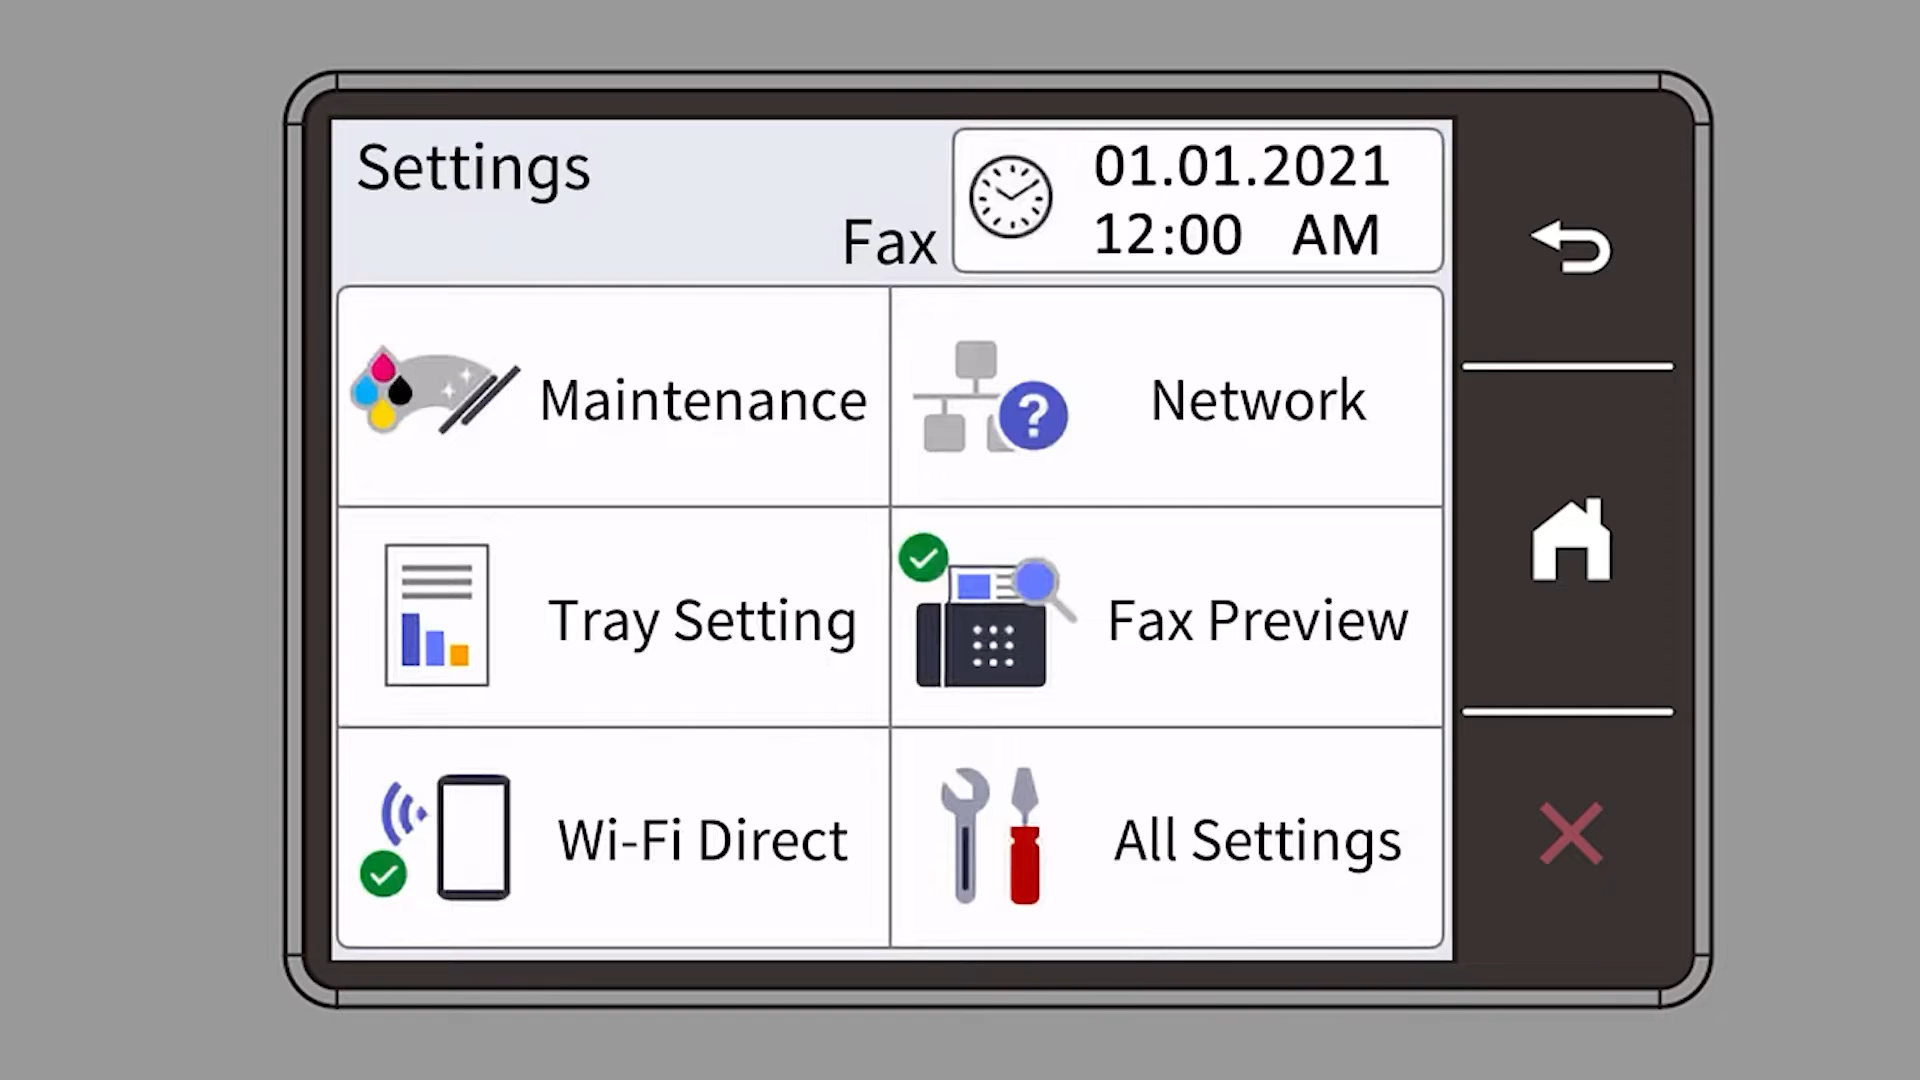 Settings
01.01.2021
Fax
12:00 AM
Maintenance
?
Network
Tray Setting
Fax Preview
Wi-Fi Direct
All Settings